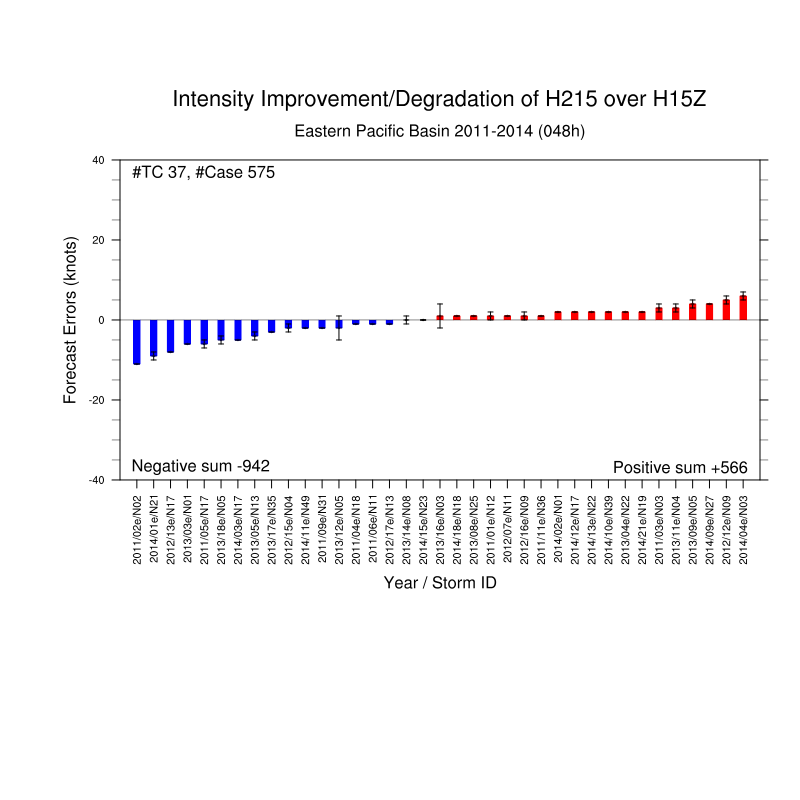 Intensity Improvement/Degradation of H215 over H15Z
Eastern Pacific Basin 2011-2014 (048h)
#TC 37, #Case 575
40
20
0
-20
-40
Forecast Errors (knots)
Negative sum -942
Positive sum +566
2011/02e/N02
2014/01e/N21
2012/13e/N17
2013/03e/N01
2011/05e/N17
2013/18e/N05
2014/03e/N17
2013/05e/N13
2013/17e/N35
2012/15e/N04
2014/11e/N49
2011/09e/N31
2013/12e/N05
2011/04e/N18
2011/06e/N11
2012/17e/N13
2013/14e/N08
2014/15e/N23
2013/16e/N03
2014/18e/N18
2013/08e/N25
2011/01e/N12
2012/07e/N11
2012/16e/N09
2011/11e/N36
2014/02e/N01
2014/12e/N17
2014/13e/N22
2014/10e/N39
2013/04e/N22
2014/21e/N19
2011/03e/N03
2013/11e/N04
2013/09e/N05
2014/09e/N27
2012/12e/N09
2014/04e/N03
Year / Storm ID